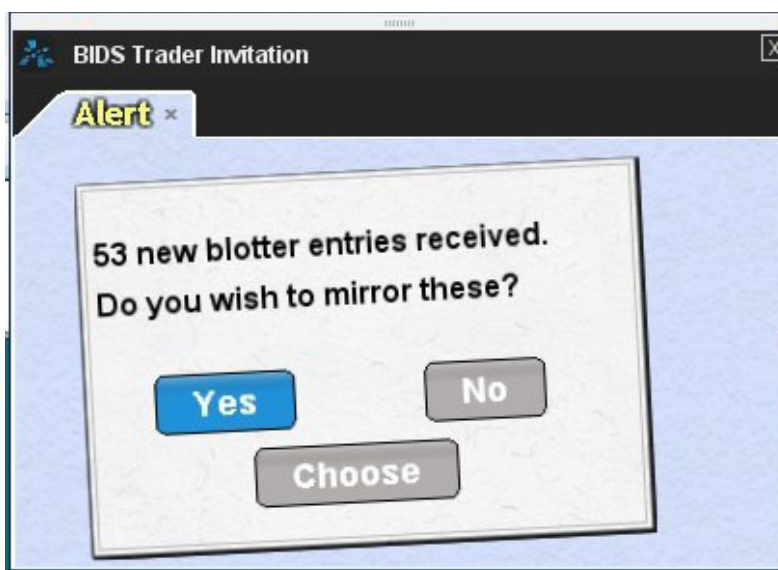 BIDS Trader Invitation
X
Alert ×
53 new blotter entries received.
Do you wish to mirror these?
Yes
No
Choose